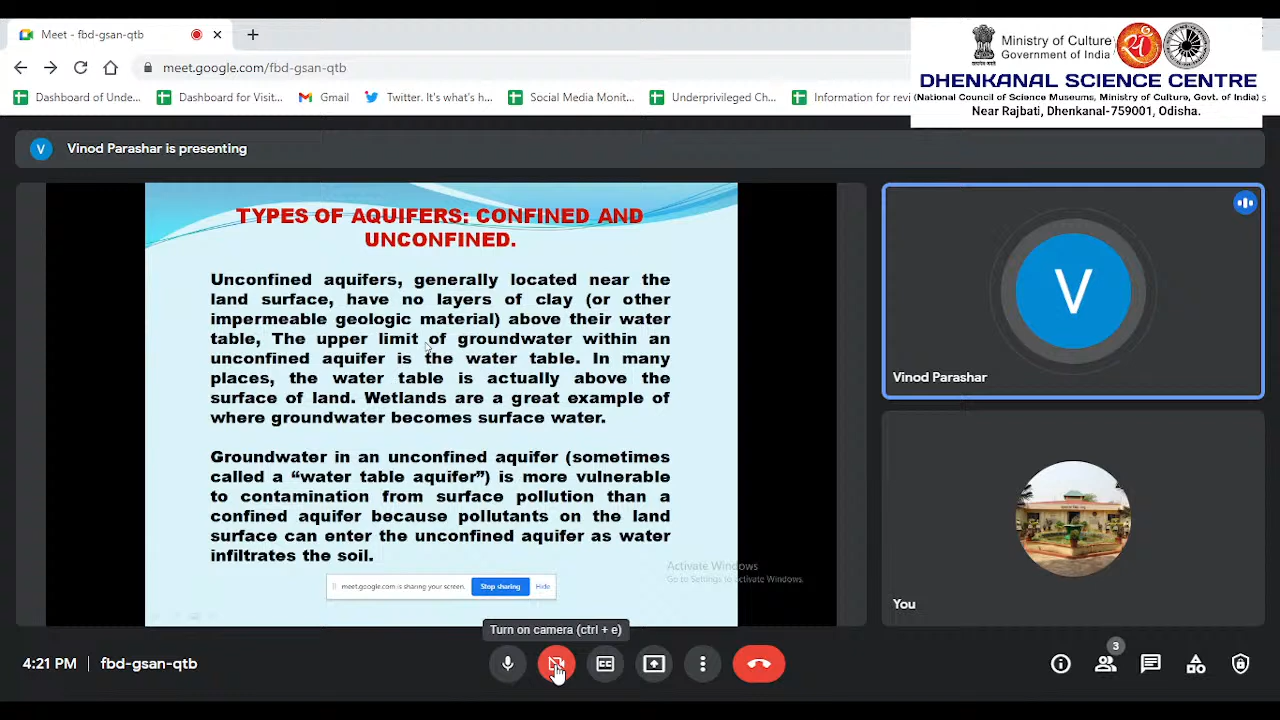 Meet - fbd-gsan-qtb
meet.google.com/fbd-gsan-qtb
Dashboard of Unde...
Dashboard for Visit...
Gmail
Twitter. It's what's h...
Social Media Monit...
Underprivileged Ch...
Information for revi
Ministry of Culture
Government of India
DHENKANAL SCIENCE CENTRE
(National Council of Science Museums, Ministry of Culture, Govt. of India)
Near Rajbati, Dhenkanal-759001, Odisha.
V
Vinod Parashar is presenting
TYPES OF AQUIFERS: CONFINED AND
UNCONFINED.
Unconfined aquifers, generally located near the
land surface, have no layers of clay (or other
impermeable geologic material) above their water
table, The upper limit of groundwater within an
unconfined aquifer is the water table. In many
places, the water table is actually above the
surface of land. Wetlands are a great example of
where groundwater becomes surface water.
Groundwater in an unconfined aquifer (sometimes
called a “water table aquifer”) is more vulnerable
to contamination from surface pollution than a
confined aquifer because pollutants on the land
surface can enter the unconfined aquifer as water
infiltrates the soil.
meet.google.com is sharing your screen.
Stop sharing
Hide
Activate Windows
Go to Settings to activate Windows.
V
Vinod Parashar
You
Turn on camera (ctrl + e)
4:21 PM
fbd-gsan-qtb
CC
3